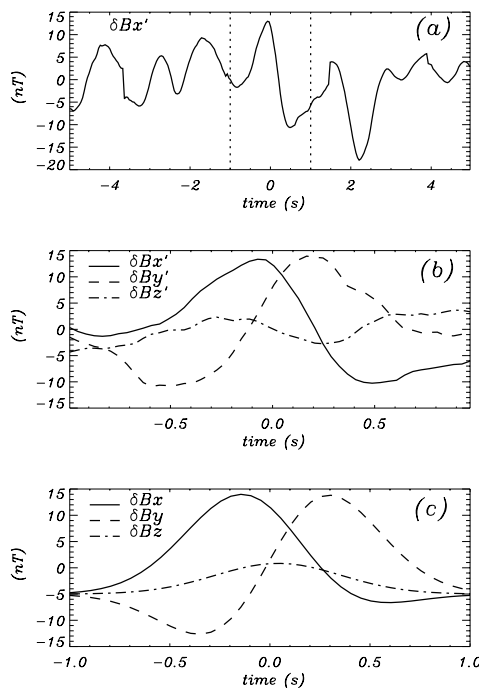 δBx'
(a)
15
10
5
0
−5
−10
−15
−20
(nT)
−4 −2 0 2 4
time (s)
δBx'
δBy'
δBz'
(b)
15
10
5
0
−5
−10
−15
(nT)
−0.5 0.0 0.5
time (s)
δBx
δBy
δBz
(c)
15
10
5
0
−5
−10
−15
(nT)
−1.0 −0.5 0.0 0.5 1.0
time (s)